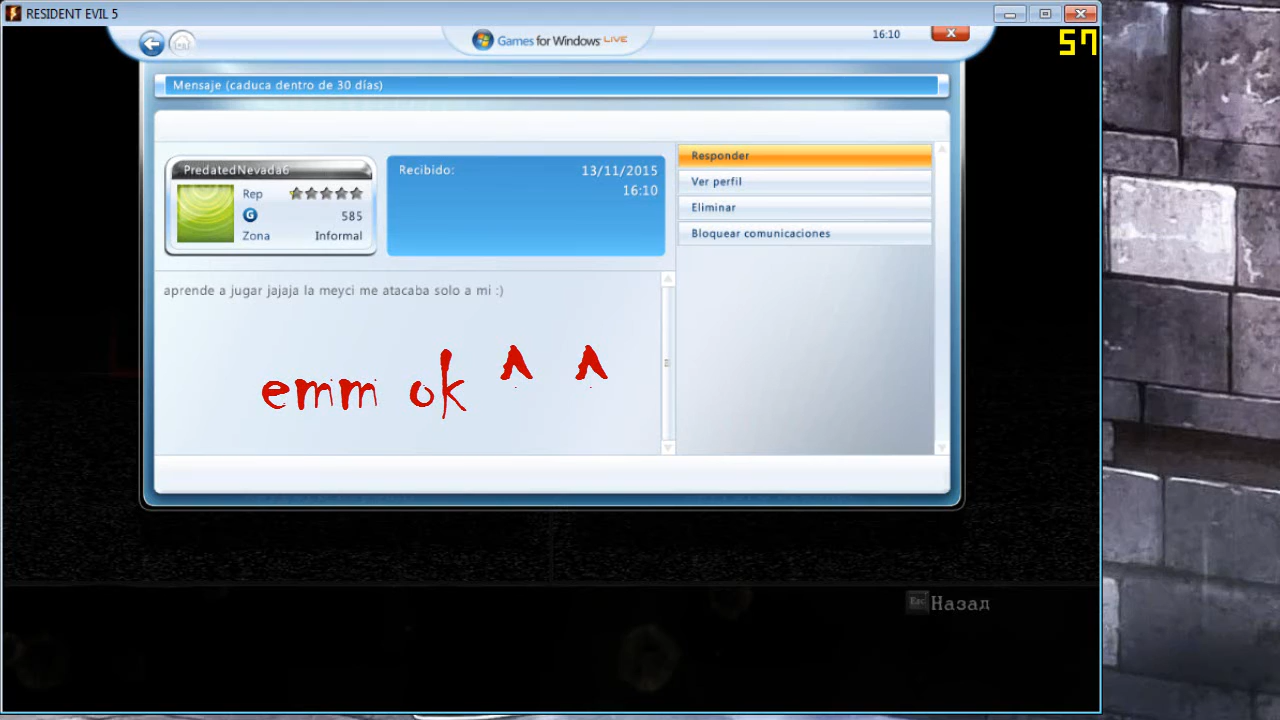 RESIDENT EVIL 5
Games for Windows LIVE
16:10
57
Mensaje (caduca dentro de 30 días)
PredatedNevada6
Rep
G
585
Zona
Informal
Recibido:
13/11/2015
16:10
Responder
Ver perfil
Eliminar
Bloquear comunicaciones
aprende a jugar jajaja la meyci me atacaba solo a mi :)
emm ok ^ ^
Esc Назад